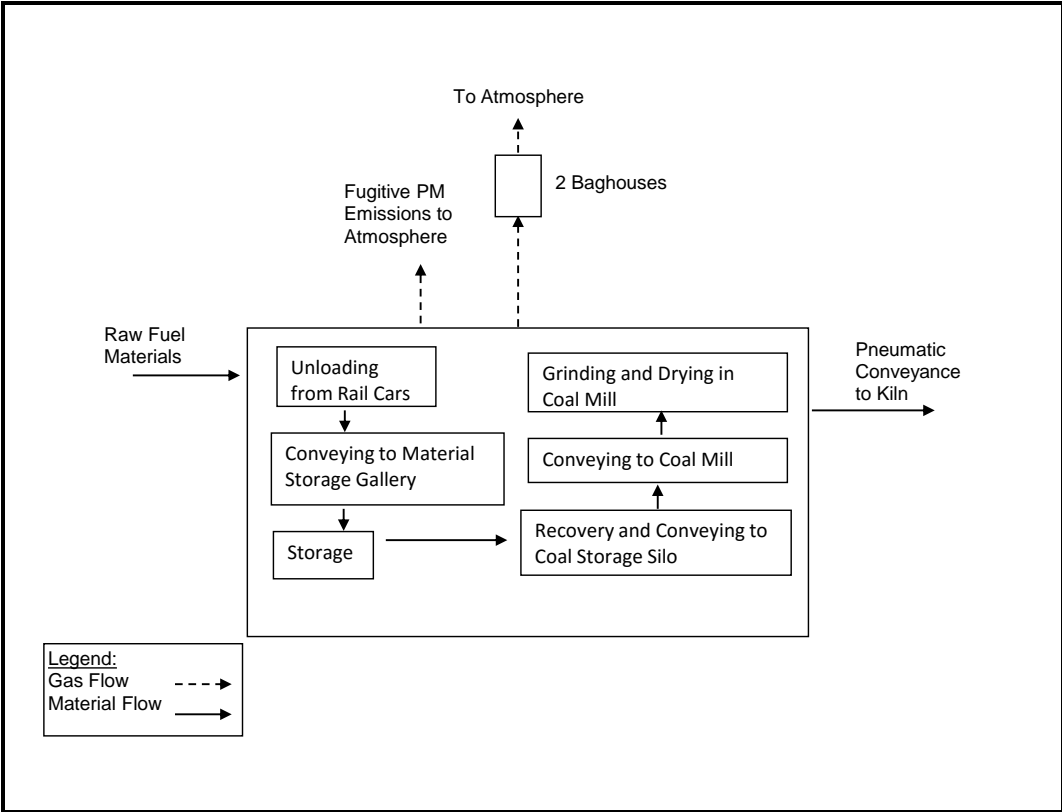 To Atmosphere
2 Baghouses
Fugitive PM
Emissions to
Atmosphere
Raw Fuel
Materials
Unloading
from Rail Cars
Conveying to Material
Storage Gallery
Storage
Recovery and Conveying to
Coal Storage Silo
Conveying to Coal Mill
Grinding and Drying in
Coal Mill
Pneumatic
Conveyance
to Kiln
Legend:
Gas Flow
Material Flow